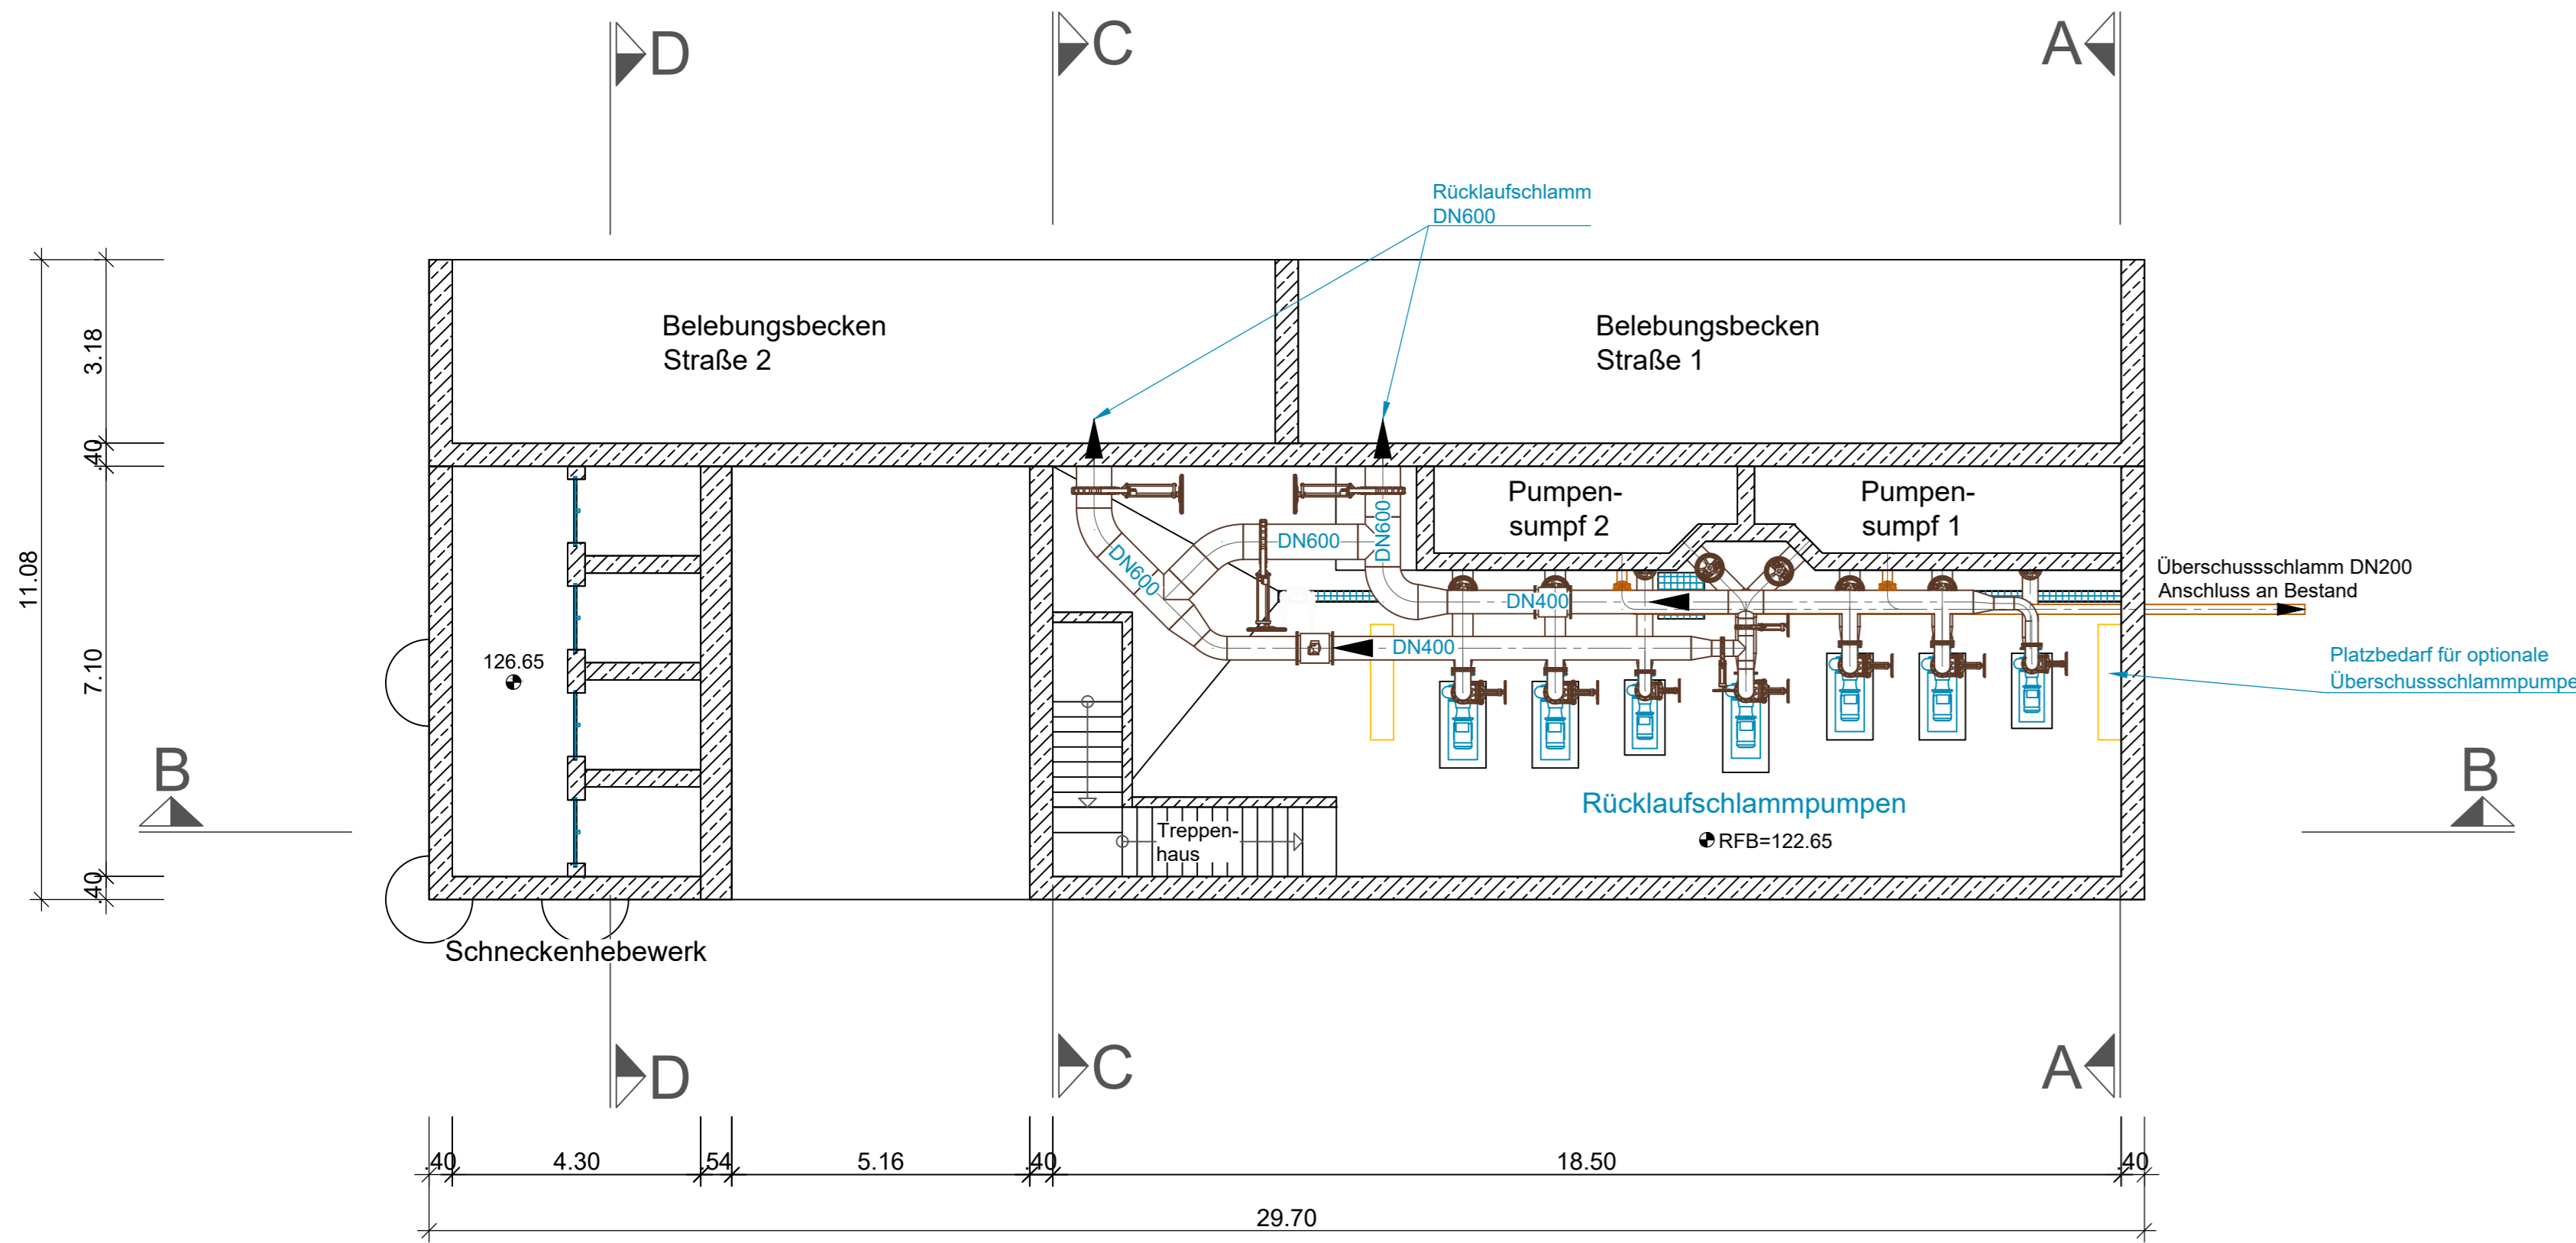 D
C
A
Rücklaufschlamm
DN600
Belebungsbecken
Straße 2
Belebungsbecken
Straße 1
3.18
.40
7.10
.40
11.08
Pumpen-
sumpf 2
Pumpen-
sumpf 1
DN600
DN600
DN600
DN400
DN400
Überschussschlamm DN200
Anschluss an Bestand
Platzbedarf für optionale
Überschussschlammpumpe
126.65
B
B
Rücklaufschlammpumpen
RFB=122.65
Treppen-
haus
Schneckenhebewerk
D
C
A
.40
4.30
.54
5.16
.40
18.50
.40
29.70